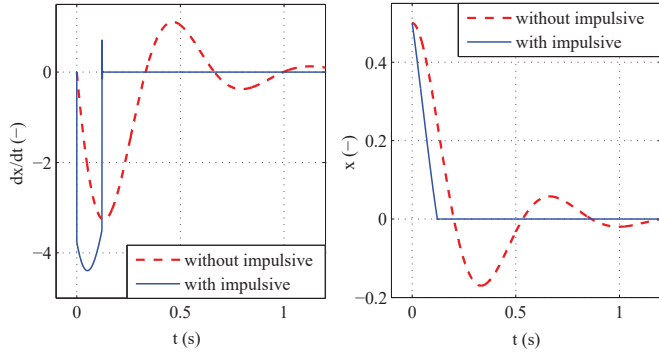 0
−2
−4
dx/dt (−)
0
0.5
1
t (s)
without impulsive
with impulsive
0.4
0.2
0
−0.2
x (−)
0
0.5
1
t (s)
without impulsive
with impulsive